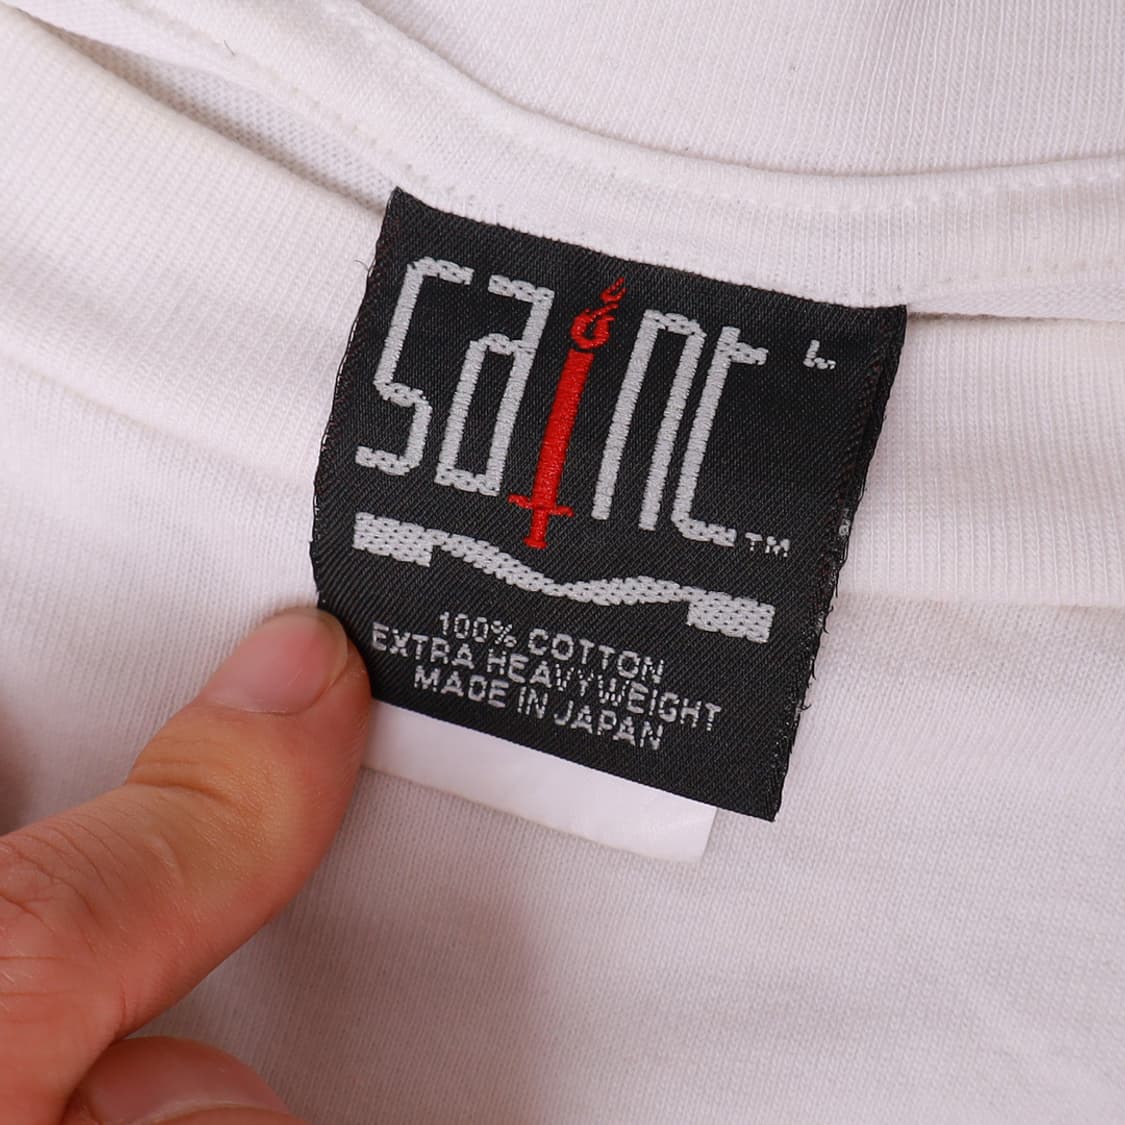 saint L
TM
100% COTTON
EXTRA HEAVYWEIGHT
MADE IN JAPAN